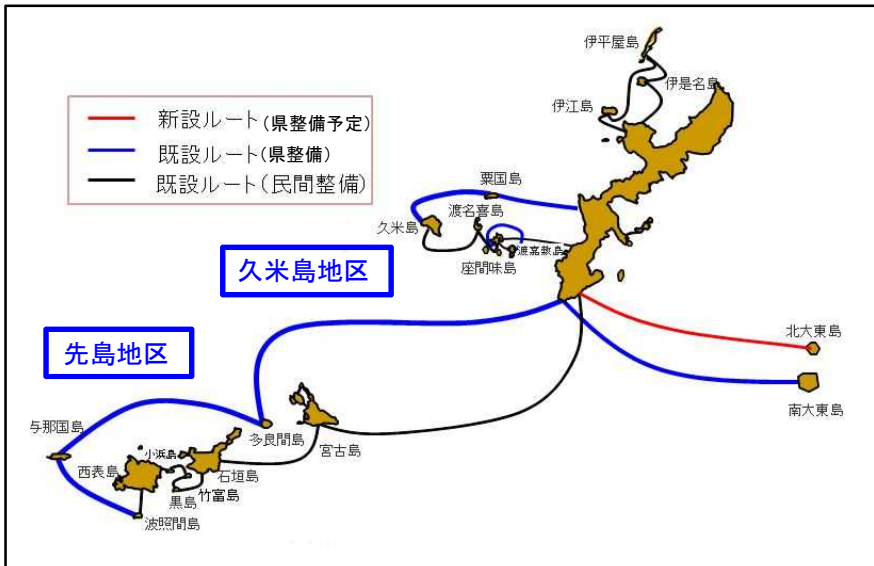 伊平屋島
伊是名島
伊江島
新設ルート(県整備予定)
既設ルート(県整備)
既設ルート(民間整備)
粟国島
渡名喜島
久米島
渡嘉敷島
座間味島
久米島地区
先島地区
北大東島
南大東島
与那国島
多良間島
宮古島
小浜島
西表島
石垣島
竹富島
黒島
波照間島